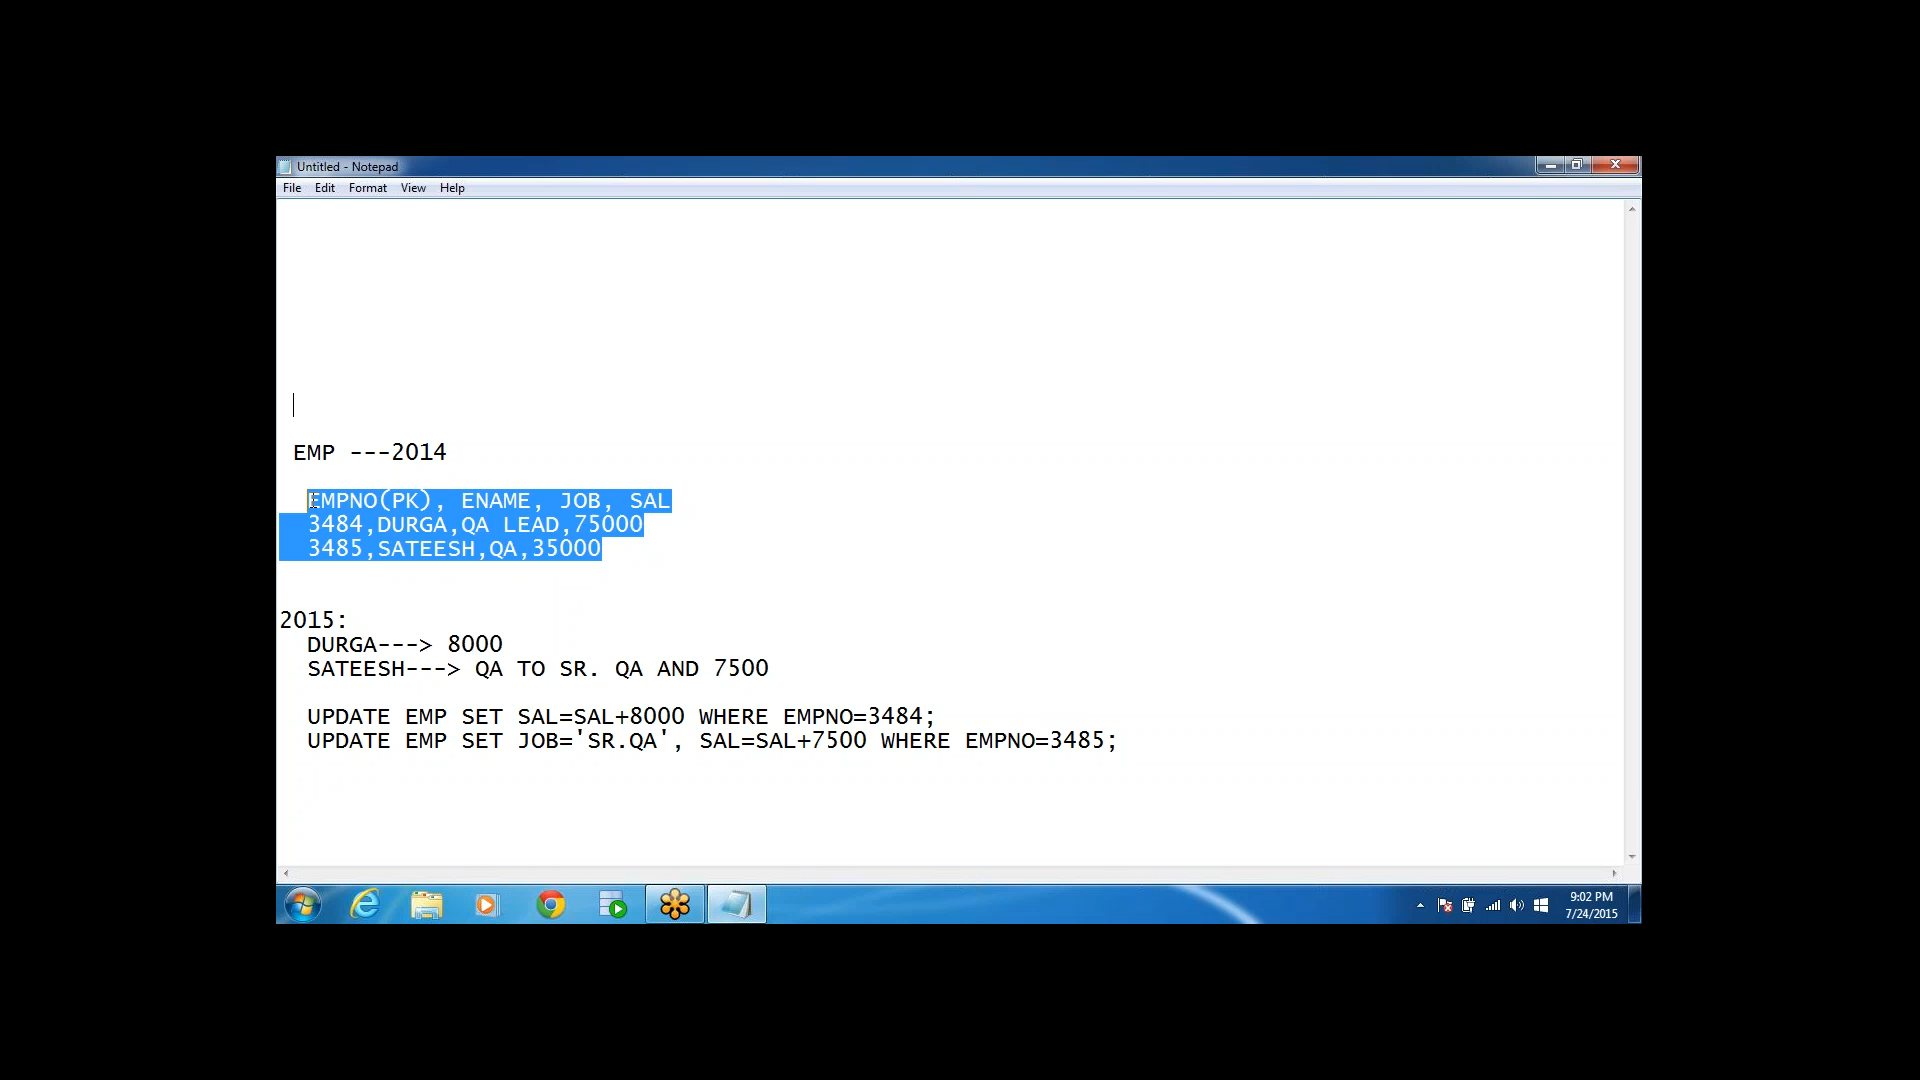 Untitled - Notepad
File Edit Format View Help
EMP ---2014
EMPNO(PK), ENAME, JOB, SAL
3484,DURGA,QA LEAD,75000
3485,SATEESH,QA,35000
2015:
DURGA---> 8000
SATEESH---> QA TO SR. QA AND 7500
UPDATE EMP SET SAL=SAL+8000 WHERE EMPNO=3484;
UPDATE EMP SET JOB='SR.QA', SAL=SAL+7500 WHERE EMPNO=3485;
9:02 PM
7/24/2015